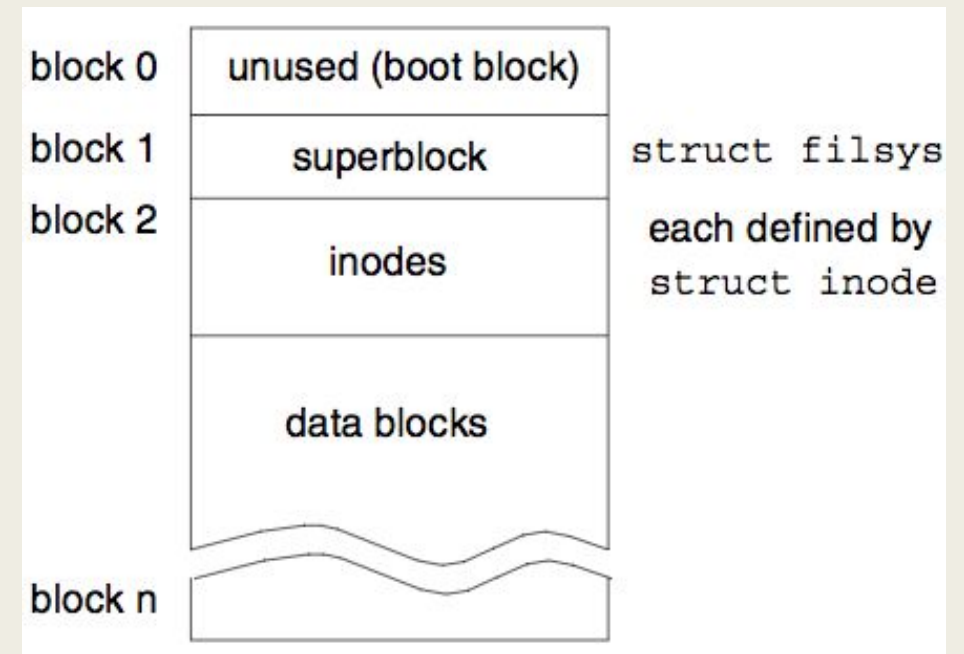 block 0 unused (boot block)
block 1 superblock struct filsys
block 2 inodes each defined by
struct inode
data blocks
block n